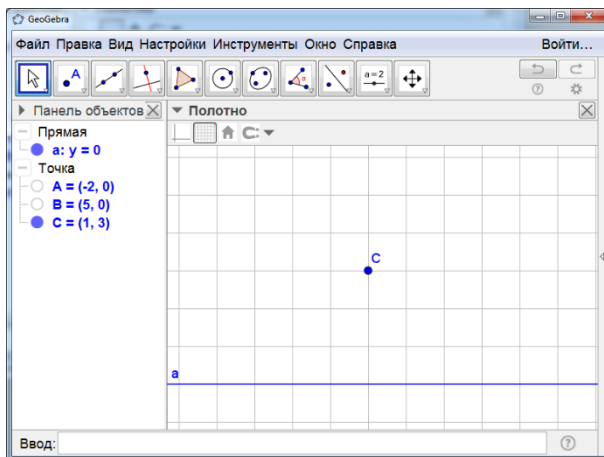 GeoGebra
Файл Правка Вид Настройки Инструменты Окно Справка Войти...
A
α
a=2
Панель объектов
Полотно
Прямая
a: y = 0
Точка
A = (-2, 0)
B = (5, 0)
C = (1, 3)
C
a
Ввод: